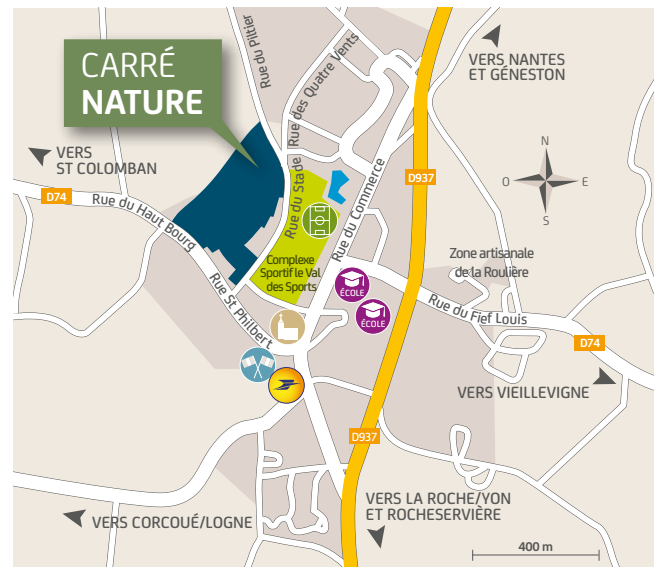 CARRÉ
NATURE
Rue du Piltier
Rue des Quatre Vents
VERS NANTES
ET GÉNESTON
VERS
ST COLOMBAN
D74
Rue du Haut Bourg
Rue du Stade
Rue du Commerce
D937
N
O
E
S
Complexe
Sportif le Val
des Sports
Zone artisanale
de la Roulière
ÉCOLE
ÉCOLE
Rue St Philbert
Rue du Fief Louis
D74
VERS VIEILLEVIGNE
D937
VERS CORCOUÉ/LOGNE
VERS LA ROCHE/YON
ET ROCHESERVIÈRE
400 m